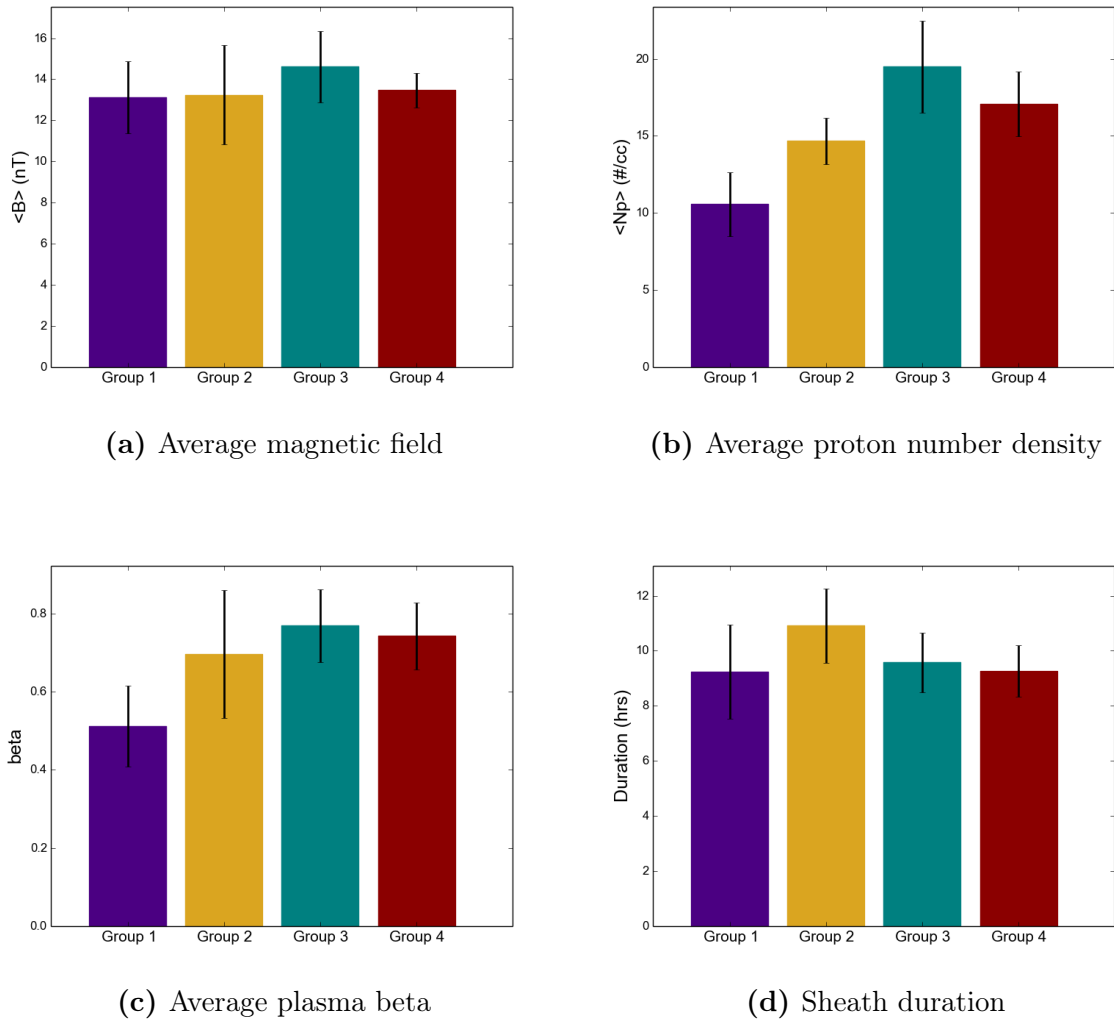 16
14
12
10
8
6
4
2
0
<B> (nT)
Group 1 Group 2 Group 3 Group 4
(a) Average magnetic field
20
15
10
5
0
<Np> (#/cc)
Group 1 Group 2 Group 3 Group 4
(b) Average proton number density
0.8
0.6
0.4
0.2
0.0
beta
Group 1 Group 2 Group 3 Group 4
(c) Average plasma beta
12
10
8
6
4
2
0
Duration (hrs)
Group 1 Group 2 Group 3 Group 4
(d) Sheath duration